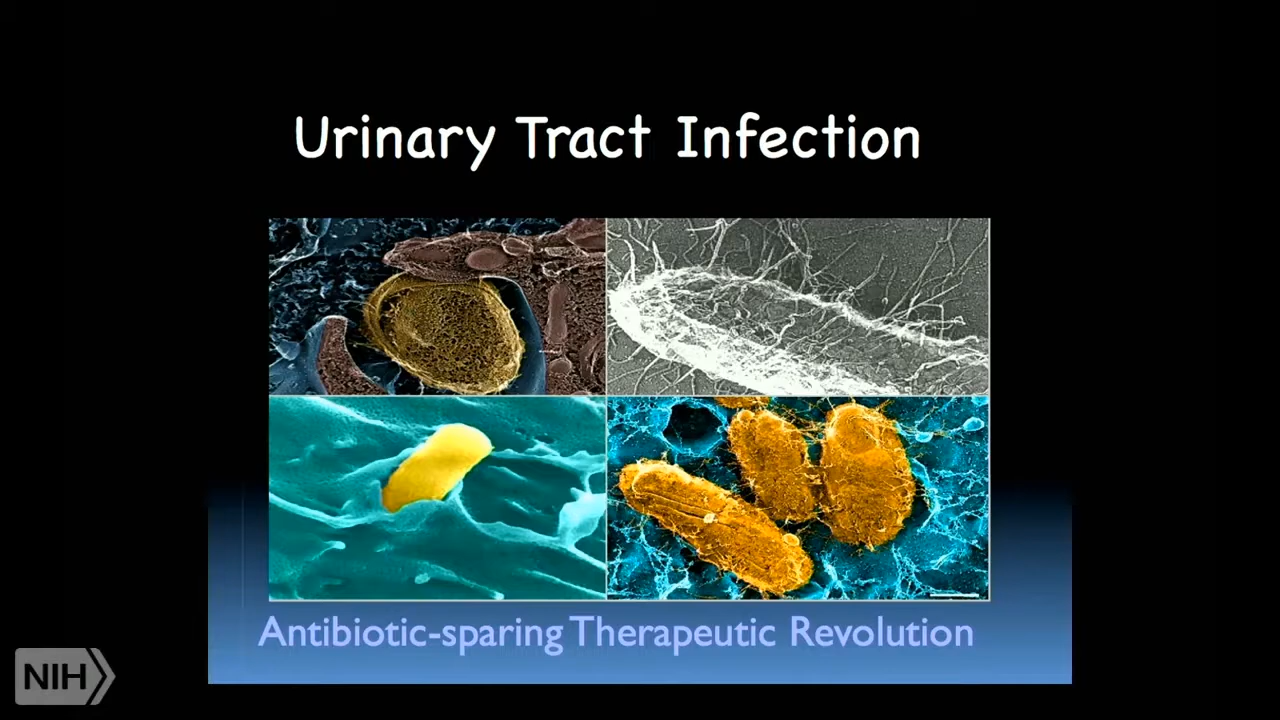 Urinary Tract Infection
Antibiotic-sparing Therapeutic Revolution
NIH